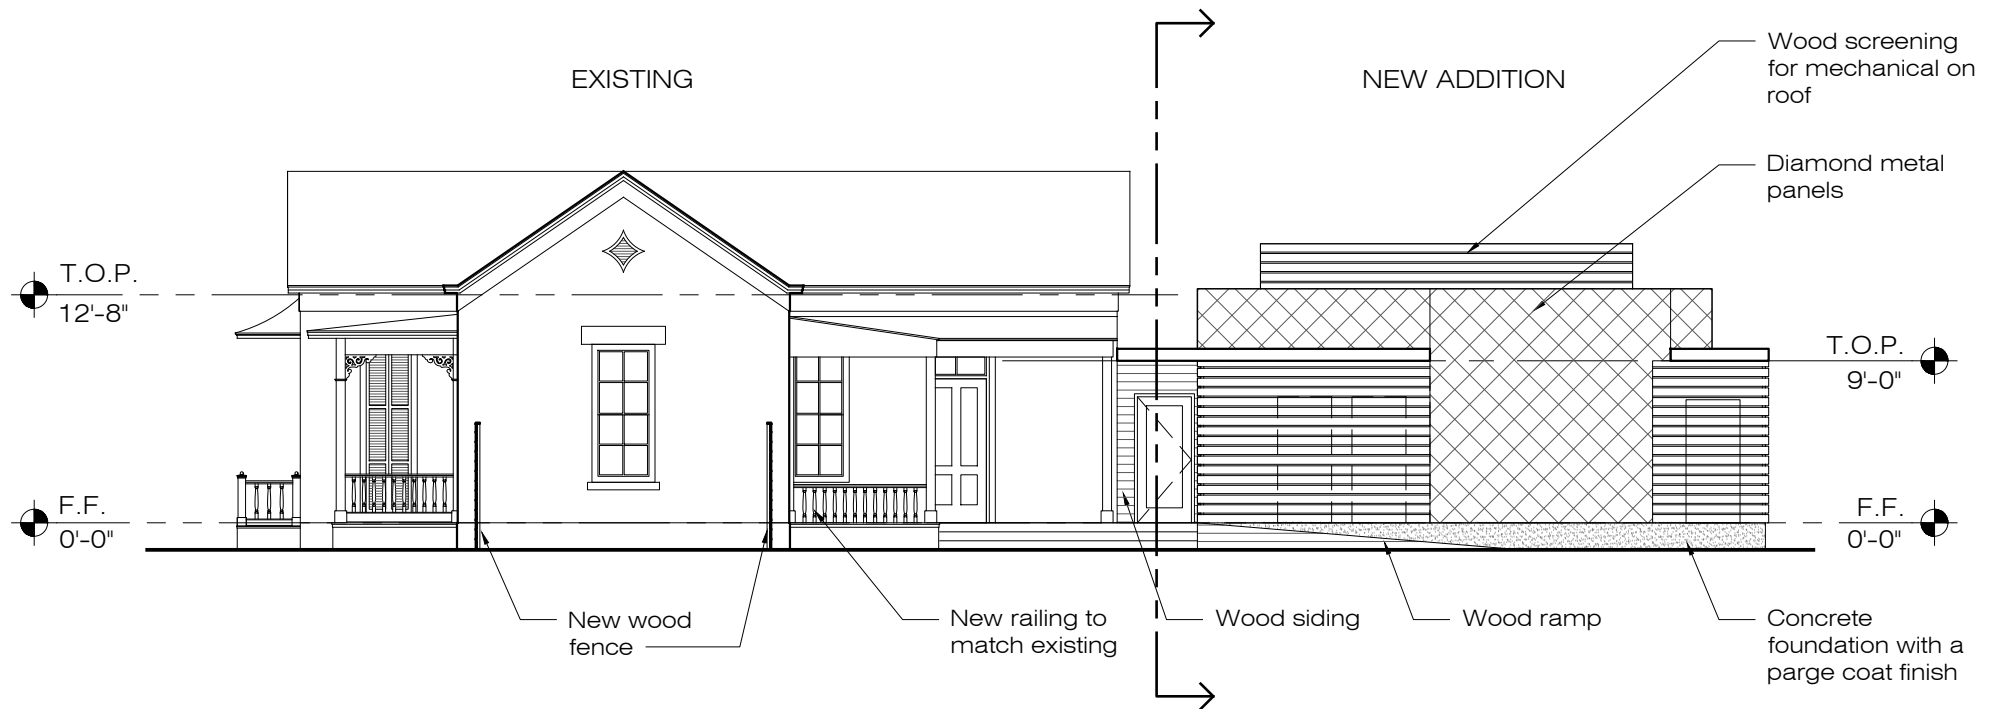 EXISTING
NEW ADDITION
Wood screening
for mechanical on
roof
Diamond metal
panels
T.O.P.
12'-8"
T.O.P.
9'-0"
F.F.
0'-0"
F.F.
0'-0"
New wood
fence
New railing to
match existing
Wood siding
Wood ramp
Concrete
foundation with a
parge coat finish